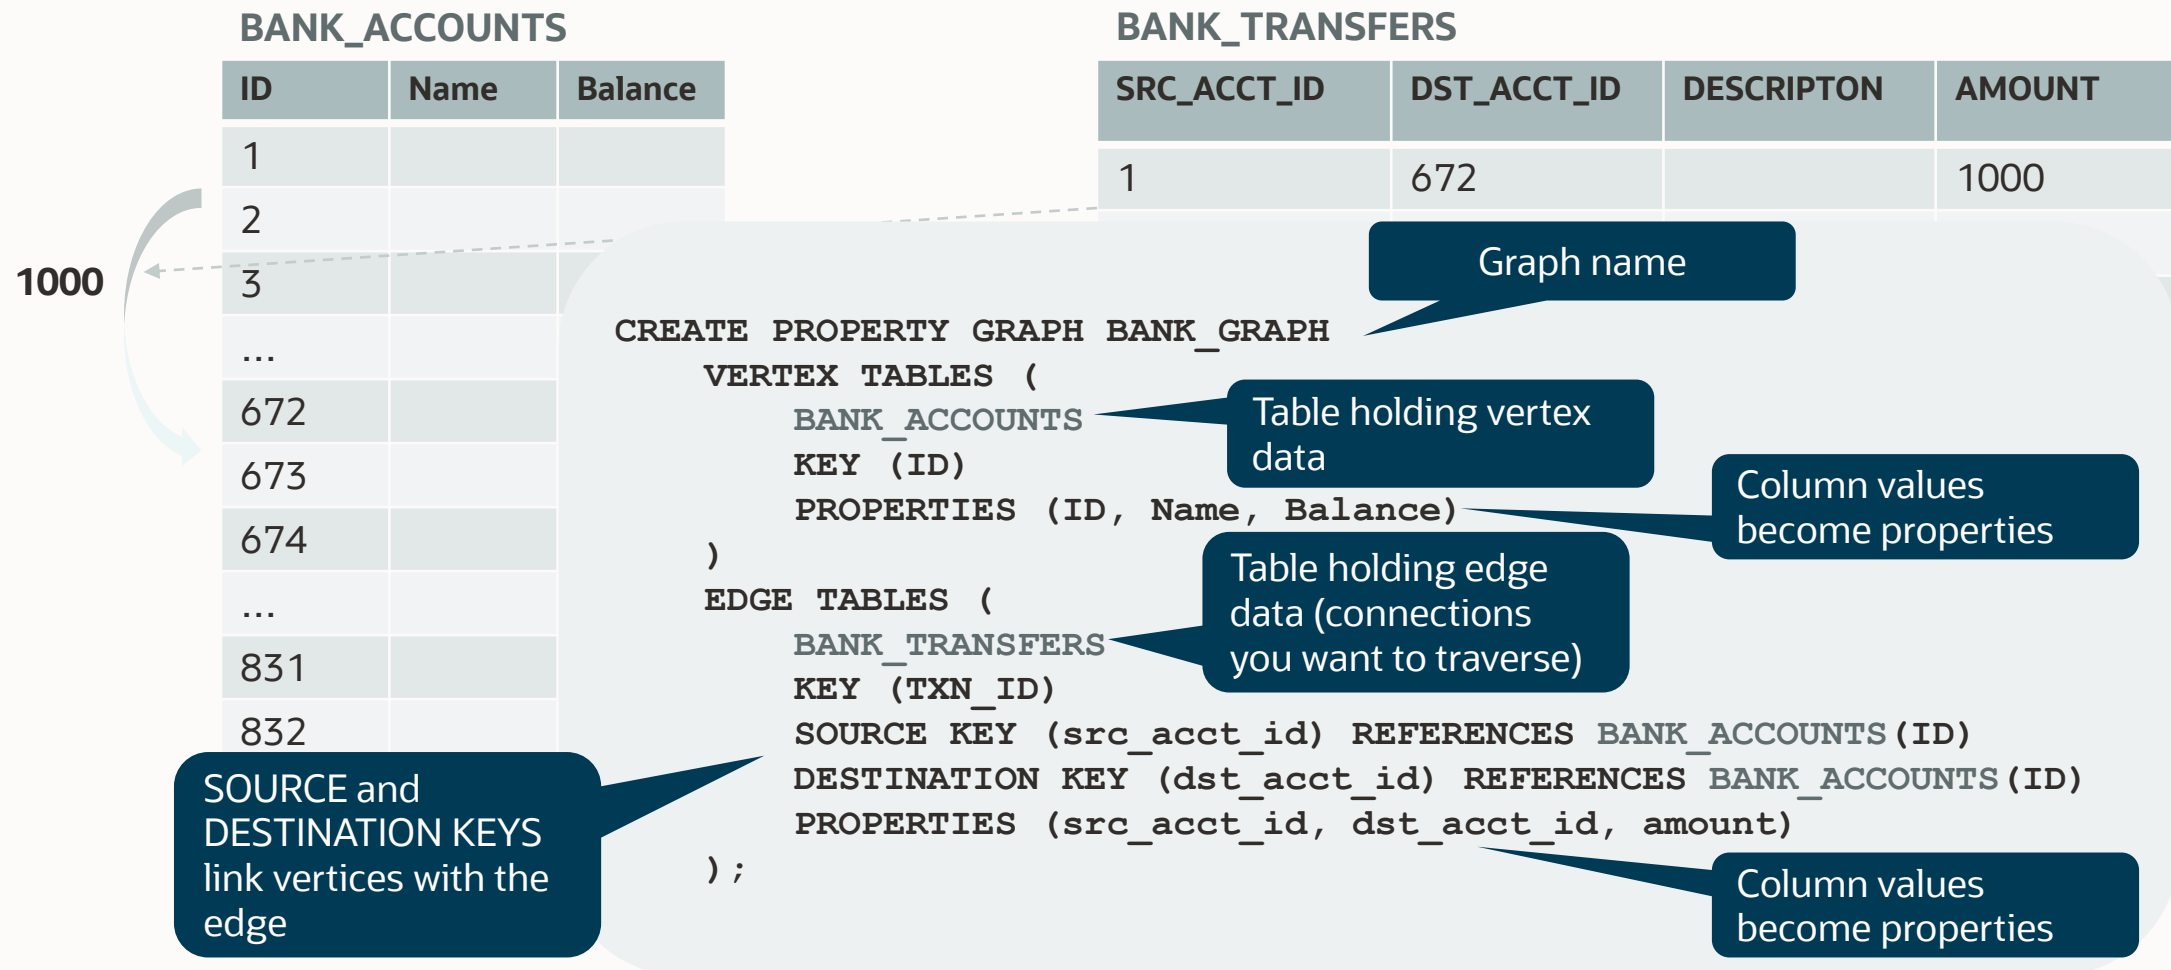 BANK_ACCOUNTS
ID Name Balance
1
2
3
...
672
673
674
...
831
832
1000
BANK_TRANSFERS
SRC_ACCT_ID DST_ACCT_ID DESCRIPTON AMOUNT
1 672 1000
Graph name
CREATE PROPERTY GRAPH BANK_GRAPH
VERTEX TABLES (
BANK_ACCOUNTS
KEY (ID)
PROPERTIES (ID, Name, Balance)
)
EDGE TABLES (
BANK_TRANSFERS
KEY (TXN_ID)
SOURCE KEY (src_acct_id) REFERENCES BANK_ACCOUNTS(ID)
DESTINATION KEY (dst_acct_id) REFERENCES BANK_ACCOUNTS(ID)
PROPERTIES (src_acct_id, dst_acct_id, amount)
);
Table holding vertex
data
Column values
become properties
Table holding edge
data (connections
you want to traverse)
SOURCE and
DESTINATION KEYS
link vertices with the
edge
Column values
become properties